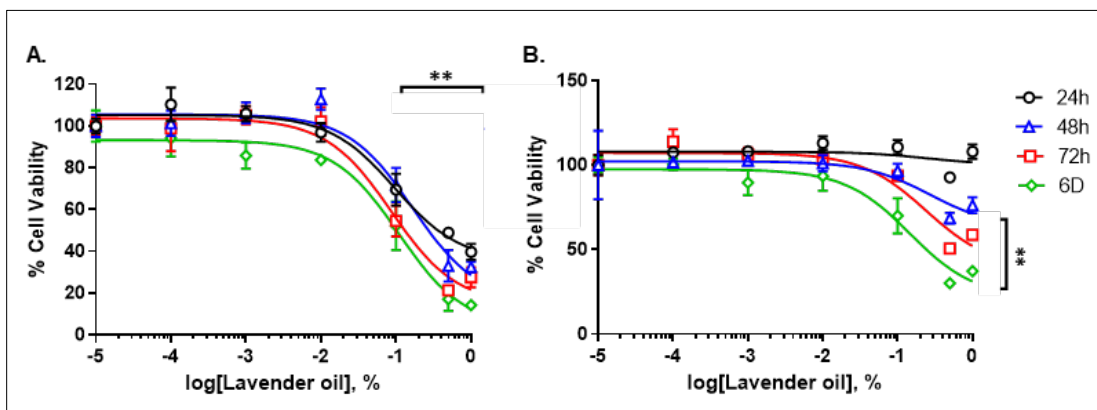 A.
**
120
100
80
60
40
20
0
% Cell Vability
-5 -4 -3 -2 -1 0
log[Lavender oil], %
B.
150
100
50
0
% Cell Vability
**
-5 -4 -3 -2 -1 0
log[Lavender oil], %
24h
48h
72h
6D